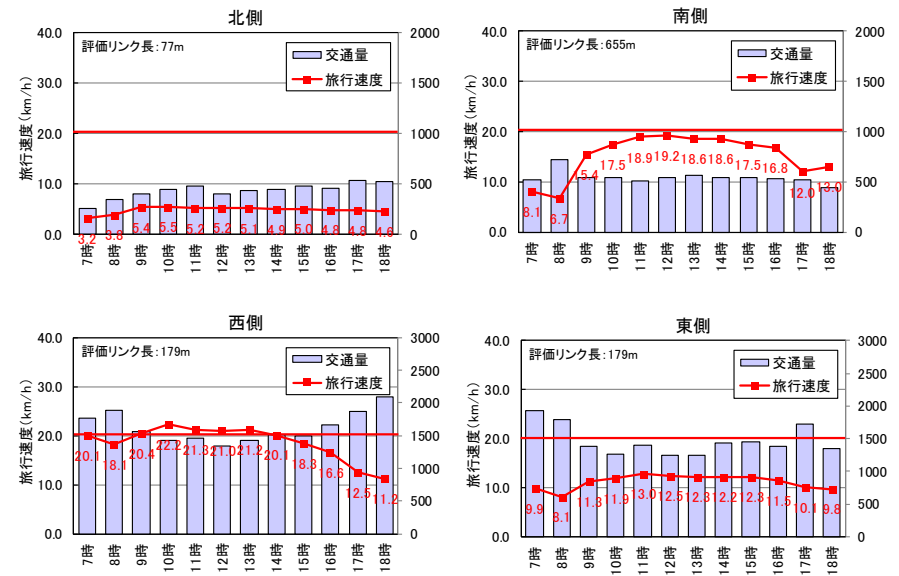 北側
評価リンク長：77m
交通量
旅行速度
旅行速度(km/h)
40.0
30.0
20.0
10.0
0.0
2000
1500
1000
500
0
3.2 3.8 5.4 5.5 5.2 5.2 5.1 4.9 5.0 4.8 4.8 4.6
7時 8時 9時 10時 11時 12時 13時 14時 15時 16時 17時 18時
南側
評価リンク長：655m
交通量
旅行速度
旅行速度(km/h)
40.0
30.0
20.0
10.0
0.0
2000
1500
1000
500
0
8.1 6.7 15.4 17.5 18.9 19.2 18.6 18.6 17.5 16.8 12.0 13.0
7時 8時 9時 10時 11時 12時 13時 14時 15時 16時 17時 18時
西側
評価リンク長：179m
交通量
旅行速度
旅行速度(km/h)
40.0
30.0
20.0
10.0
0.0
3000
2500
2000
1500
1000
500
0
20.1 18.1 20.4 22.2 21.3 21.0 21.2 20.1 18.3 16.6 12.5 11.2
7時 8時 9時 10時 11時 12時 13時 14時 15時 16時 17時 18時
東側
評価リンク長：179m
交通量
旅行速度
旅行速度(km/h)
40.0
30.0
20.0
10.0
0.0
3000
2500
2000
1500
1000
500
0
9.9 8.1 11.3 11.9 13.0 12.5 12.3 12.2 12.3 11.5 10.1 9.8
7時 8時 9時 10時 11時 12時 13時 14時 15時 16時 17時 18時